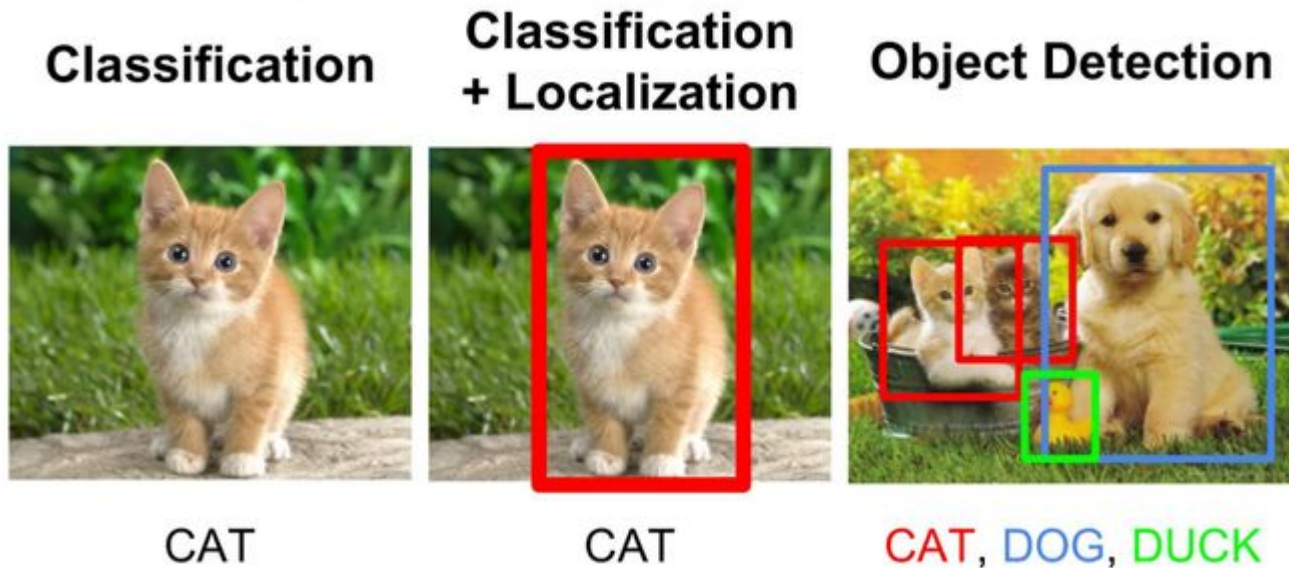 Classification
Classification
+ Localization
Object Detection
CAT
CAT
CAT, DOG, DUCK